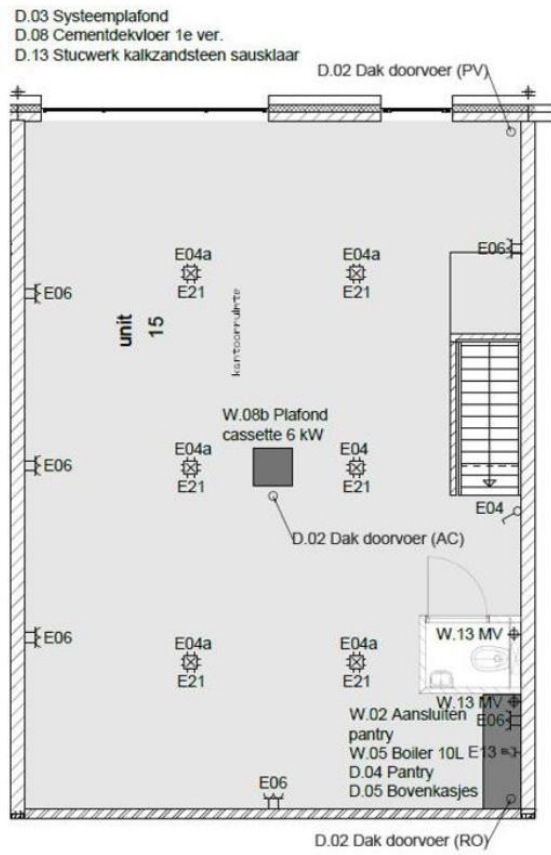 D.03 Systeemplafond
D.08 Cementdekvloer 1e ver.
D.13 Stucwerk kalkzandsteen sausklaar
D.02 Dak doorvoer (PV)
E04a
E04a
E06
E21
E21
E06
unit
15
kantoorruimte
W.08b Plafond
cassette 6 kW
E04a
E04
E06
E21
E21
E04
D.02 Dak doorvoer (AC)
W.13 MV
E06
E04a
E04a
E21
E21
W.13 MV
W.02 Aansluiten
E06
pantry
W.05 Boiler 10L
E13
D.04 Pantry
D.05 Bovenkasjes
E06
D.02 Dak doorvoer (RO)